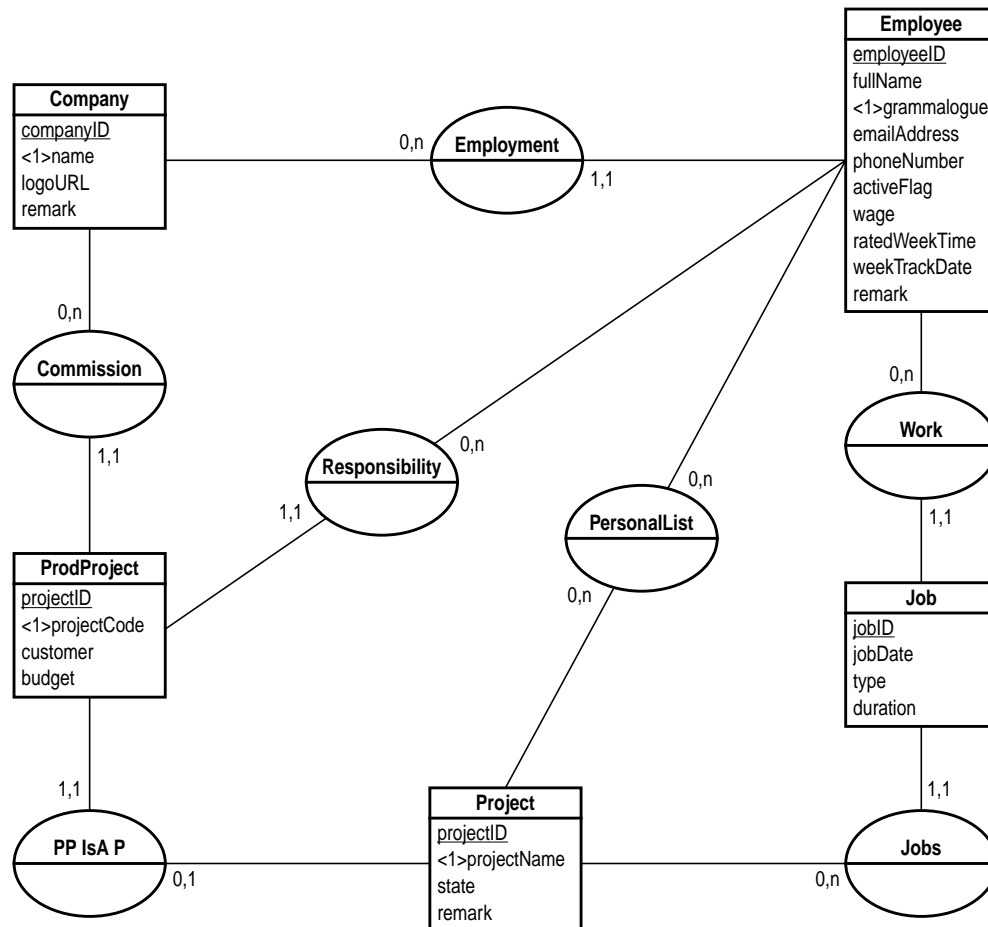 Employee
employeeID
fullName
<1>grammalogue
emailAddress
phoneNumber
activeFlag
wage
ratedWeekTime
weekTrackDate
remark
Company
companyID
<1>name
logoURL
remark
0,n
Employment
1,1
0,n
Commission
1,1
0,n
Responsibility
1,1
0,n
PersonalList
0,n
0,n
Work
1,1
ProdProject
projectID
<1>projectCode
customer
budget
Job
jobID
jobDate
type
duration
1,1
PP IsA P
0,1
Project
projectID
<1>projectName
state
remark
1,1
Jobs
0,n